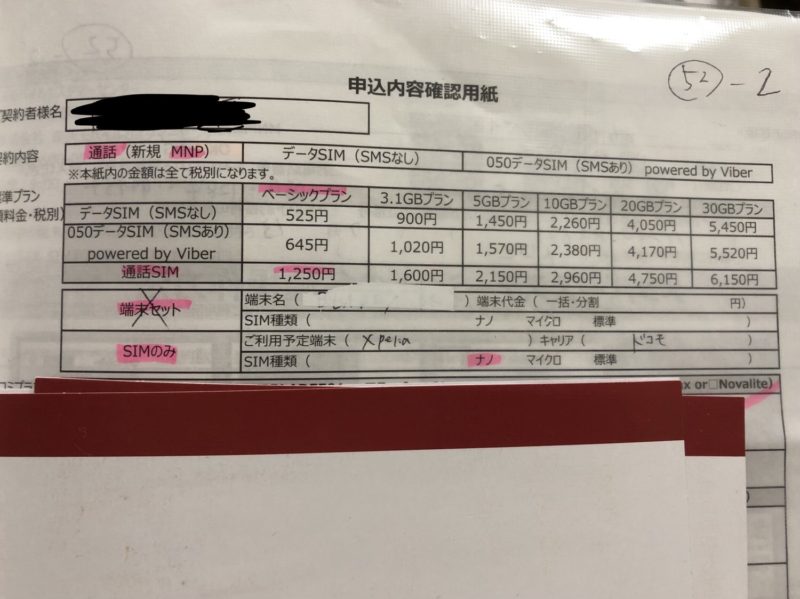 52 - 2
申込内容確認用紙
契約者様名
契約内容 通話（新規 MNP） データSIM（SMSなし） 050データSIM（SMSあり） powered by Viber
※本紙内の金額は全て税別になります。
準プラン ベーシックプラン 3.1GBプラン 5GBプラン 10GBプラン 20GBプラン 30GBプラン
料金・税別）
データSIM（SMSなし） 525円 900円 1,450円 2,260円 4,050円 5,450円
050データSIM（SMSあり）
powered by Viber 645円 1,020円 1,570円 2,380円 4,170円 5,520円
通話SIM 1,250円 1,600円 2,150円 2,960円 4,750円 6,150円
端末セット 端末名（ ）端末代金（ 一括・分割 円）
SIM種類（ ナノ マイクロ 標準 ）
SIMのみ ご利用予定端末（ Xperia ）キャリア（ ドコモ ）
SIM種類（ ナノ マイクロ 標準 ）
or□Novalite）